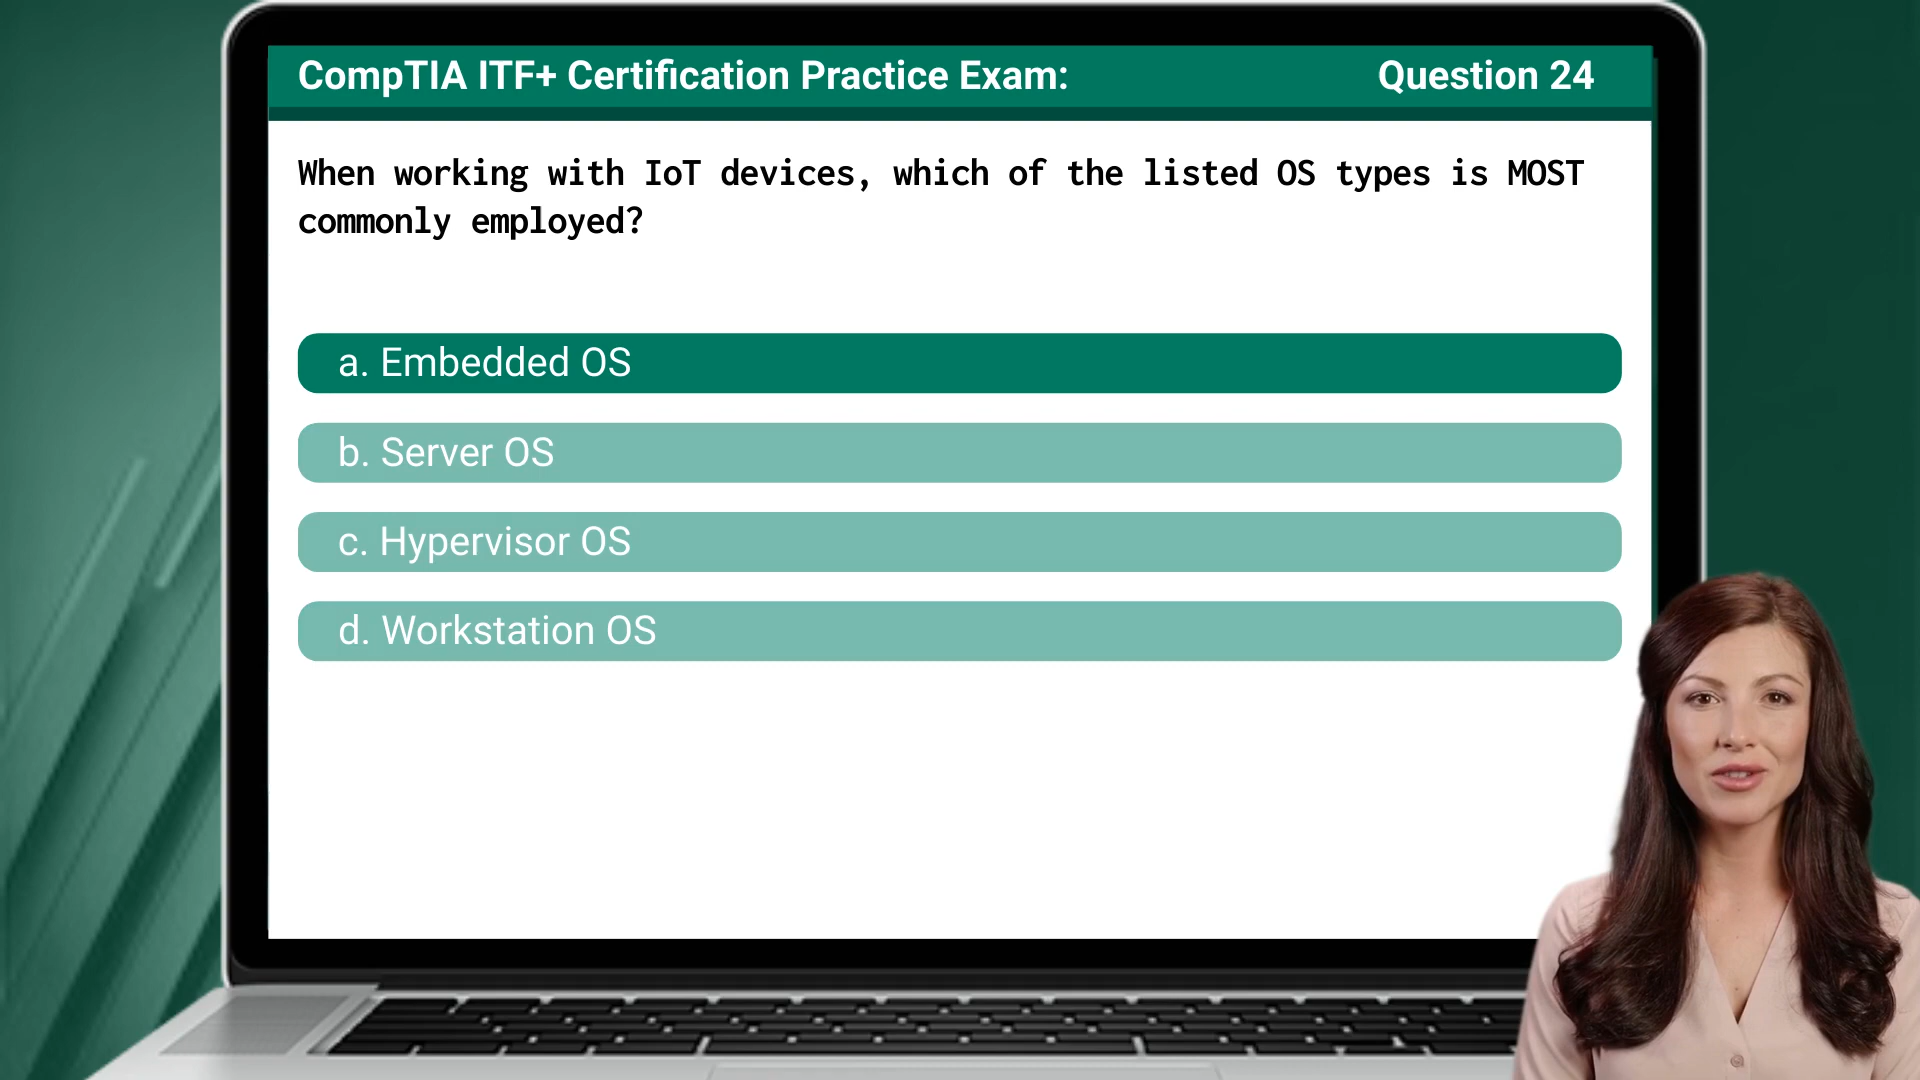 CompTIA ITF+ Certification Practice Exam:
Question 24
When working with IoT devices, which of the listed OS types is MOST
commonly employed?
a. Embedded OS
b. Server OS
c. Hypervisor OS
d. Workstation OS